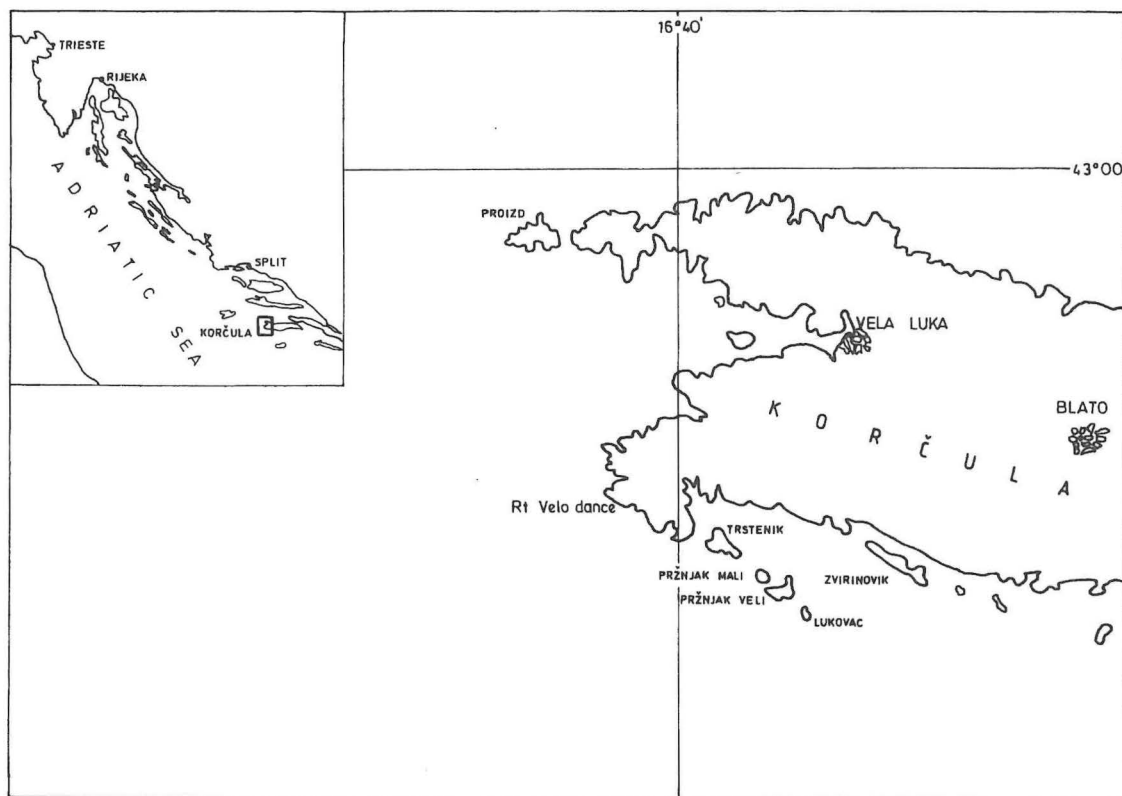 16°40'
43°00
TRIESTE
RIJEKA
ADRIATIC SEA
SPLIT
KORČULA
PROIZD
VELA LUKA
BLATO
KORČULA
Rt Velo dance
TRSTENIK
PRŽNJAK MALI
ZVIRINOVIK
PRŽNJAK VELI
LUKOVAC